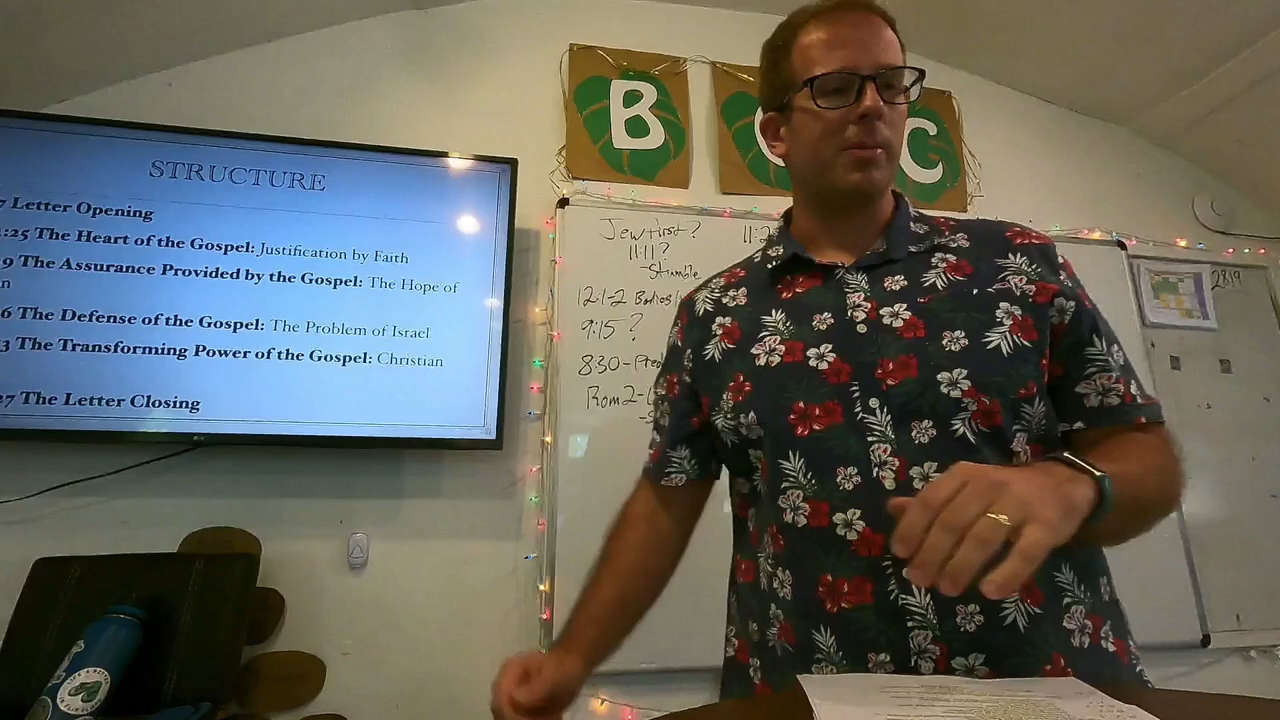 STRUCTURE
7 Letter Opening
:25 The Heart of the Gospel: Justification by Faith
9 The Assurance Provided by the Gospel: The Hope of
n
6 The Defense of the Gospel: The Problem of Israel
3 The Transforming Power of the Gospel: Christian
27 The Letter Closing
B
C
Jew first?
11:11?
Stumble
11:2
12:1-2 Bodies
9:15?
8:30-Pred
Rom 2-
2819